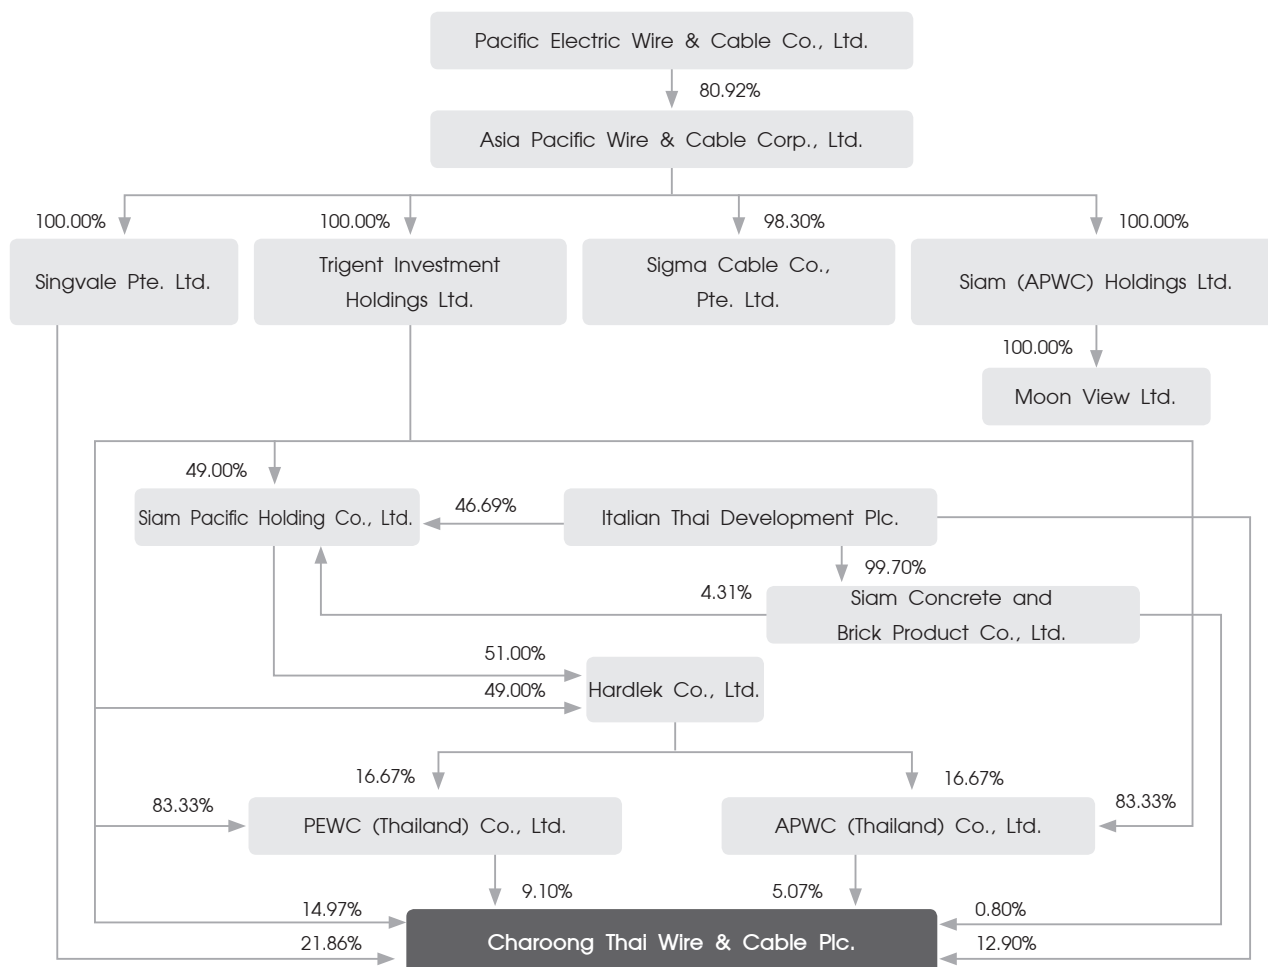 Pacific Electric Wire & Cable Co., Ltd.
80.92%
Asia Pacific Wire & Cable Corp., Ltd.
100.00%
100.00%
98.30%
100.00%
Singvale Pte. Ltd.
Trigent Investment
Holdings Ltd.
Sigma Cable Co.,
Pte. Ltd.
Siam (APWC) Holdings Ltd.
100.00%
Moon View Ltd.
49.00%
Siam Pacific Holding Co., Ltd.
46.69%
Italian Thai Development Plc.
99.70%
4.31%
Siam Concrete and
Brick Product Co., Ltd.
51.00%
49.00%
Hardlek Co., Ltd.
16.67%
16.67%
83.33%
83.33%
PEWC (Thailand) Co., Ltd.
APWC (Thailand) Co., Ltd.
9.10%
5.07%
14.97%
0.80%
21.86%
12.90%
Charoong Thai Wire & Cable Plc.